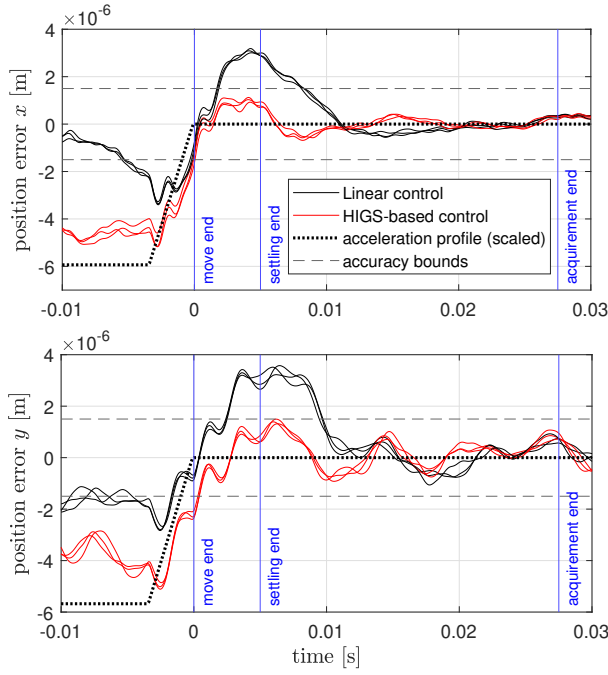 ×10⁻⁶
4
2
0
-2
-4
-6
position error x [m]
Linear control
HIGS-based control
acceleration profile (scaled)
accuracy bounds
move end
settling end
acquirement end
-0.01
0
0.01
0.02
0.03
×10⁻⁶
4
2
0
-2
-4
-6
position error y [m]
move end
settling end
acquirement end
-0.01
0
0.01
0.02
0.03
time [s]